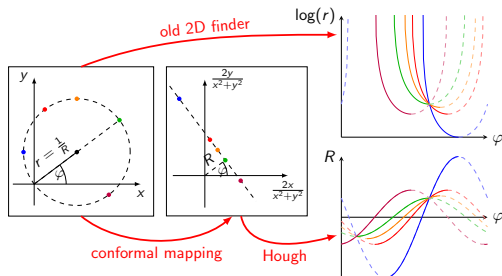 old 2D finder
log(r)
φ
y
r = 1/R
φ
x
2y/x²+y²
R
φ
2x/x²+y²
R
φ
conformal mapping
Hough